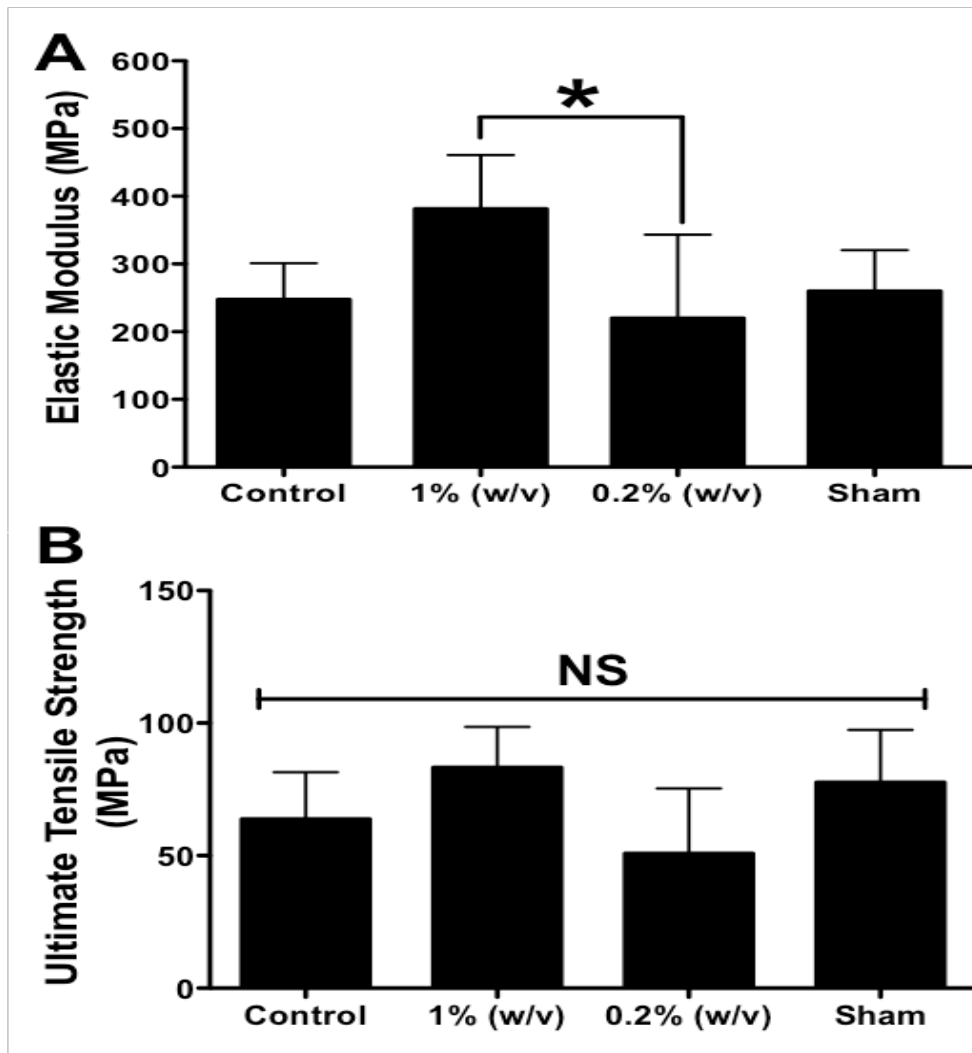 A
Elastic Modulus (MPa)
600
500
400
300
200
100
0
*
Control 1% (w/v) 0.2% (w/v) Sham
B
Ultimate Tensile Strength
(MPa)
150
100
50
0
NS
Control 1% (w/v) 0.2% (w/v) Sham